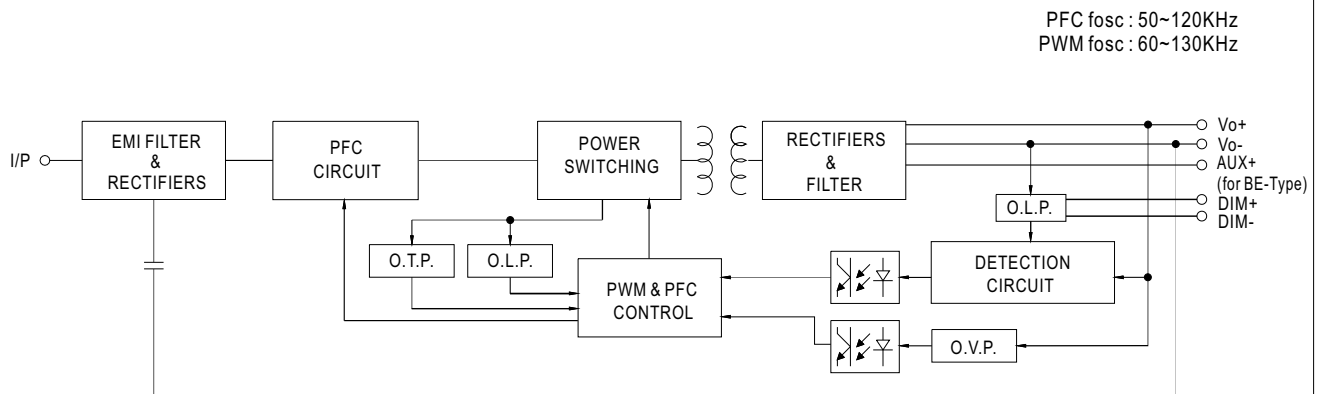 PFC fosc : 50~120KHz
PWM fosc : 60~130KHz
I/P
EMI FILTER
&
RECTIFIERS
PFC
CIRCUIT
POWER
SWITCHING
RECTIFIERS
&
FILTER
Vo+
Vo-
AUX+
(for BE-Type)
DIM+
DIM-
O.L.P.
O.T.P.
O.L.P.
PWM & PFC
CONTROL
DETECTION
CIRCUIT
O.V.P.